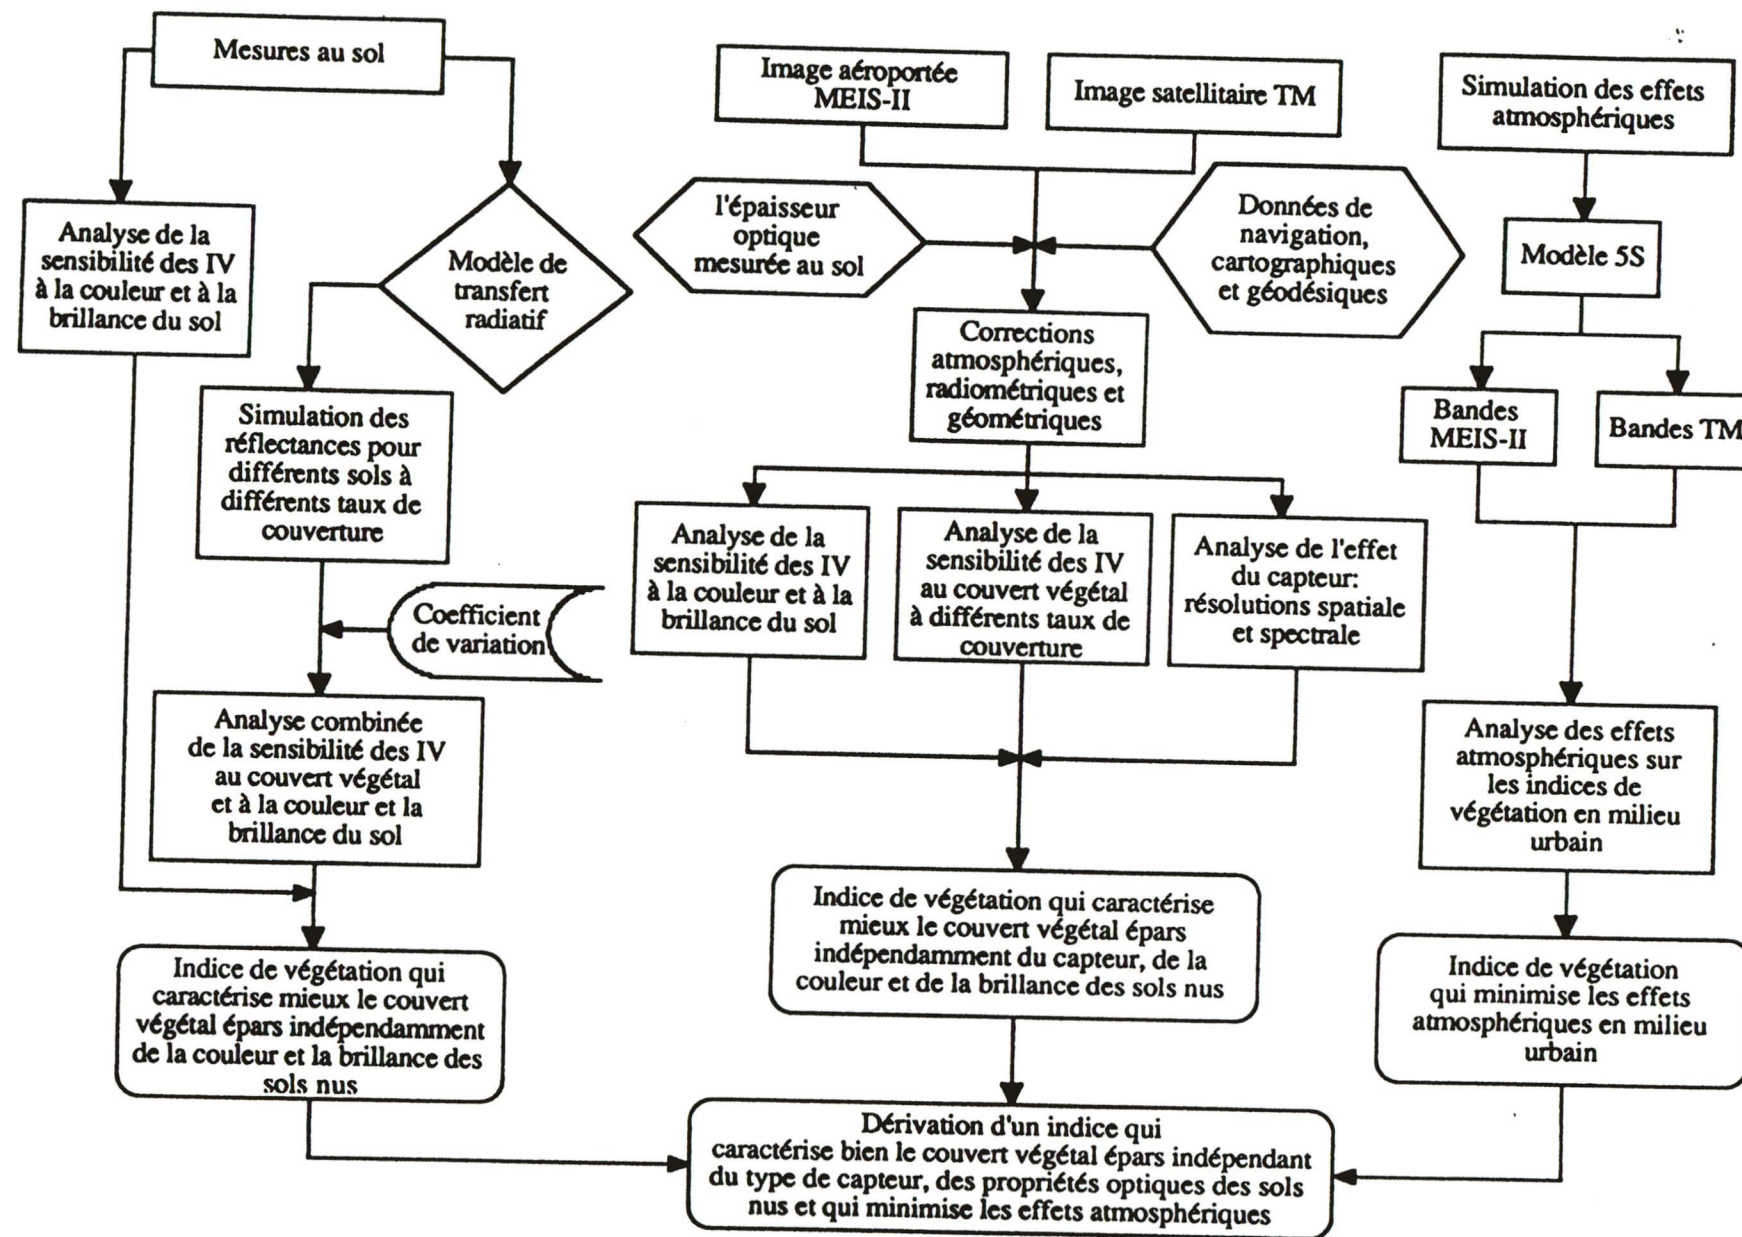 Mesures au sol
Image aéroportée
MEIS-II
Image satellitaire TM
Simulation des effets
atmosphériques
Analyse de la
sensibilité des IV
à la couleur et à la
brillance du sol
Modèle de
transfert
radiatif
l'épaisseur
optique
mesurée au sol
Données de
navigation,
cartographiques
et géodésiques
Modèle 5S
Corrections
atmosphériques,
radiométriques et
géométriques
Bandes
MEIS-II
Bandes TM
Simulation des
réflectances pour
différents sols à
différents taux de
couverture
Coefficient
de variation
Analyse de la
sensibilité des IV
à la couleur et à la
brillance du sol
Analyse de la
sensibilité des IV
au couvert végétal
à différents taux de
couverture
Analyse de l'effet
du capteur:
résolutions spatiale
et spectrale
Analyse combinée
de la sensibilité des IV
au couvert végétal
et à la couleur et la
brillance du sol
Analyse des effets
atmosphériques sur
les indices de
végétation en milieu
urbain
Indice de végétation qui
caractérise mieux le couvert
végétal épars indépendamment
de la couleur et la brillance des
sols nus
Indice de végétation qui caractérise
mieux le couvert végétal épars
indépendamment du capteur, de la
couleur et de la brillance des sols nus
Indice de végétation
qui minimise les effets
atmosphériques en milieu
urbain
Dérivation d'un indice qui
caractérise bien le couvert végétal épars indépendant
du type de capteur, des propriétés optiques des sols
nus et qui minimise les effets atmosphériques